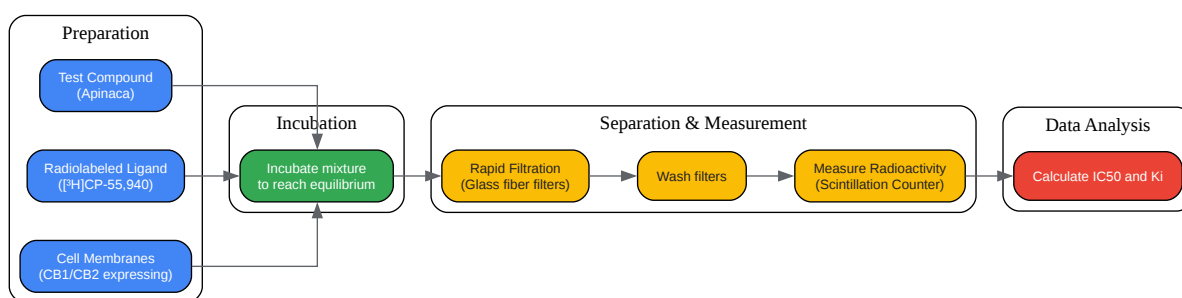 Preparation
Test Compound
(Apinaca)
Radiolabeled Ligand
([³H]CP-55,940)
Cell Membranes
(CB1/CB2 expressing)
Incubation
Incubate mixture
to reach equilibrium
Separation & Measurement
Rapid Filtration
(Glass fiber filters)
Wash filters
Measure Radioactivity
(Scintillation Counter)
Data Analysis
Calculate IC50 and Ki